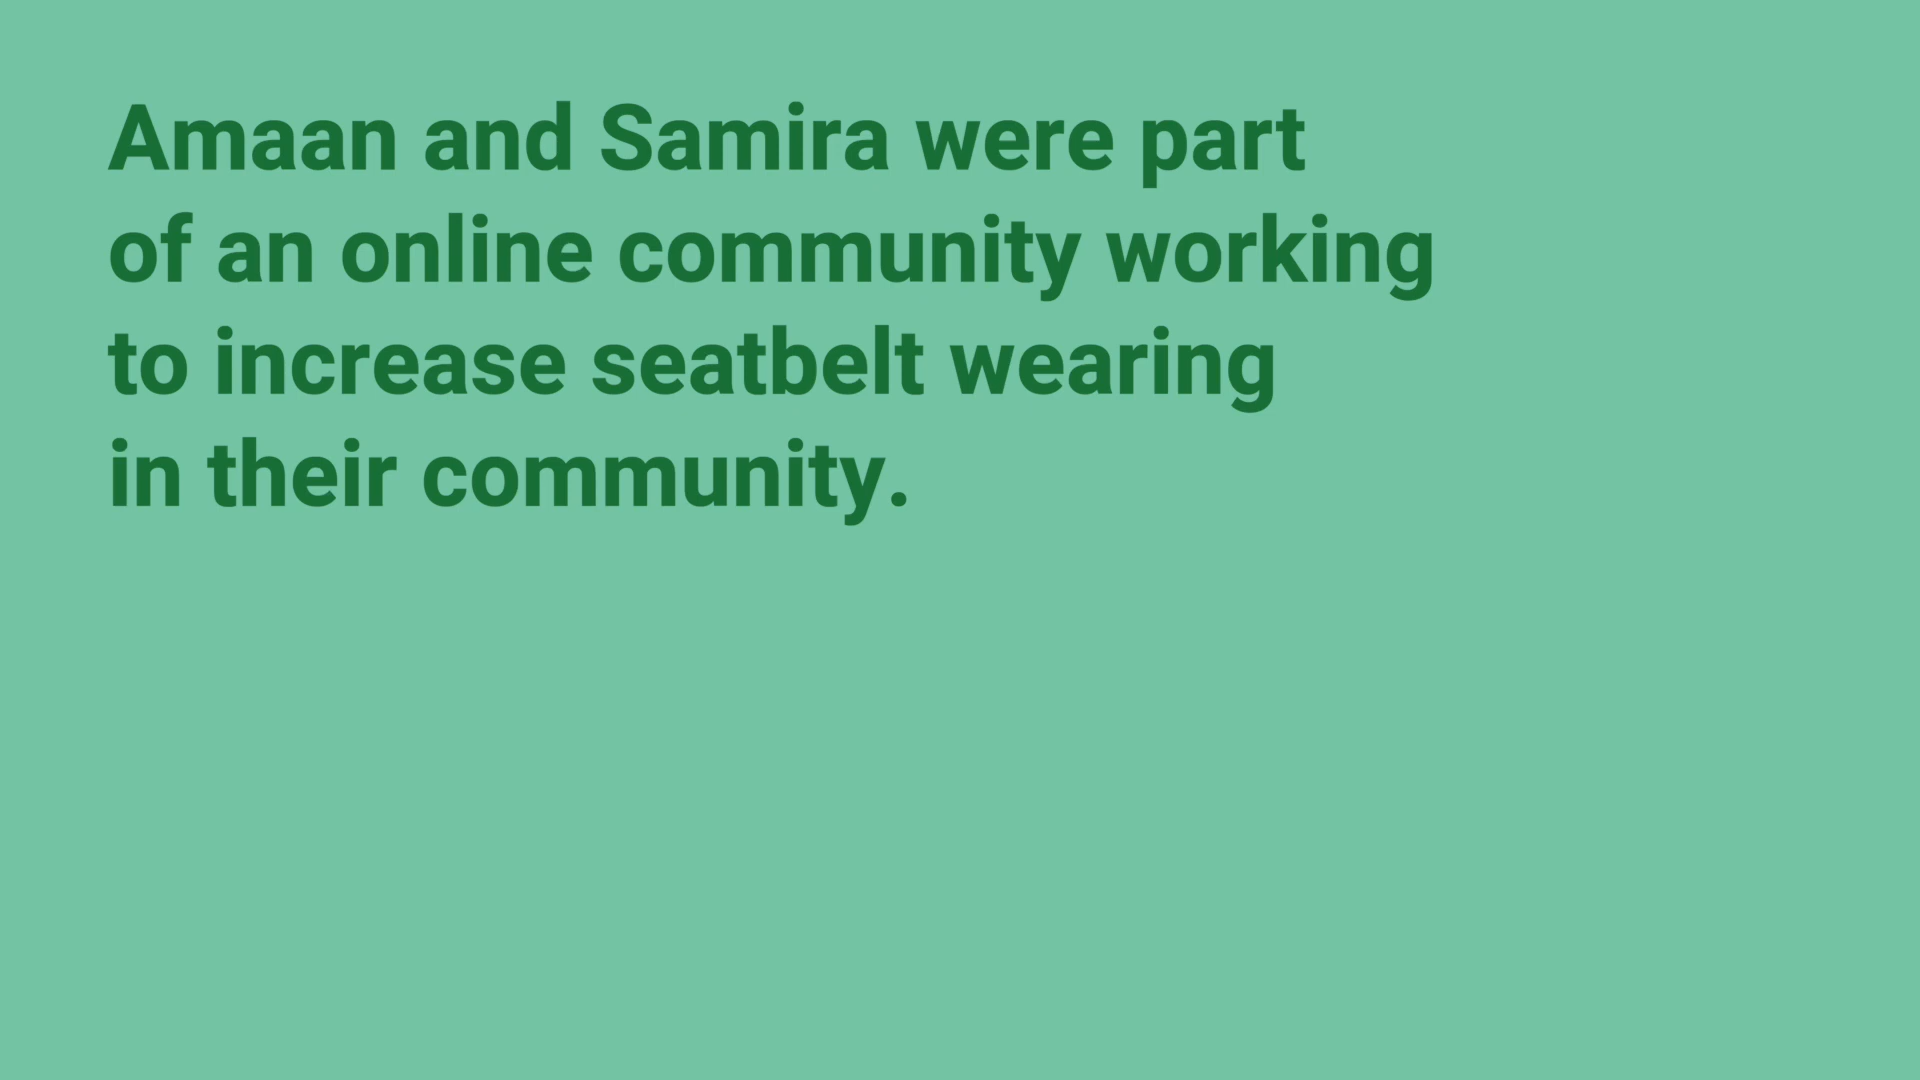 Amaan and Samira were part
of an online community working
to increase seatbelt wearing
in their community.